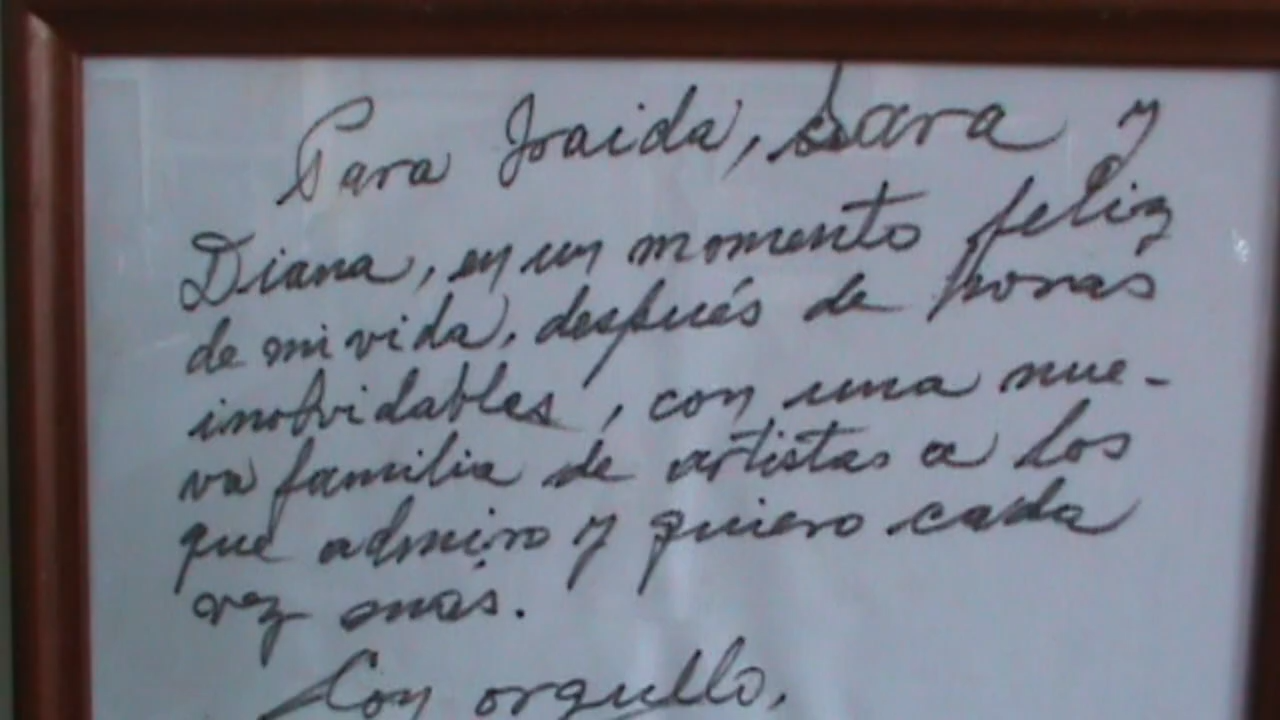 Para Iraida, Sara y
Diana, en un momento feliz
de mi vida, después de horas
inolvidables, con una nue-
va familia de artistas a los
que admiro y quiero cada
vez más.
Con orgullo,